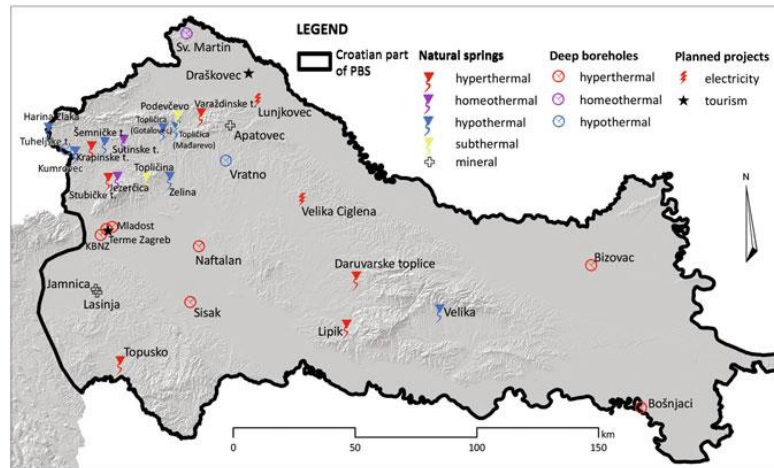 LEGEND
Croatian part
of PBS
Natural springs
hyperthermal
homeothermal
hypothermal
subthermal
mineral
Deep boreholes
hyperthermal
homeothermal
hypothermal
Planned projects
electricity
tourism
N
Sv. Martin
Draškovec
Lunjkovec
Podevčevo
Varaždinske t.
Harina Zlaka
Topličica
(Gotalovec)
Topličica
(Mađarevo)
Apatovec
Šemničke t.
Tuheljske t.
Krapinske t.
Sutinske t.
Kumrovec
Topličina
Vratno
Stubičke t.
Jezerčica
Zelina
Velika Ciglena
Mladost
Terme Zagreb
KBNZ
Naftalan
Daruvarske toplice
Bizovac
Jamnica
Lasinja
Sisak
Lipik
Velika
Topusko
Bošnjaci
km
0
50
100
150